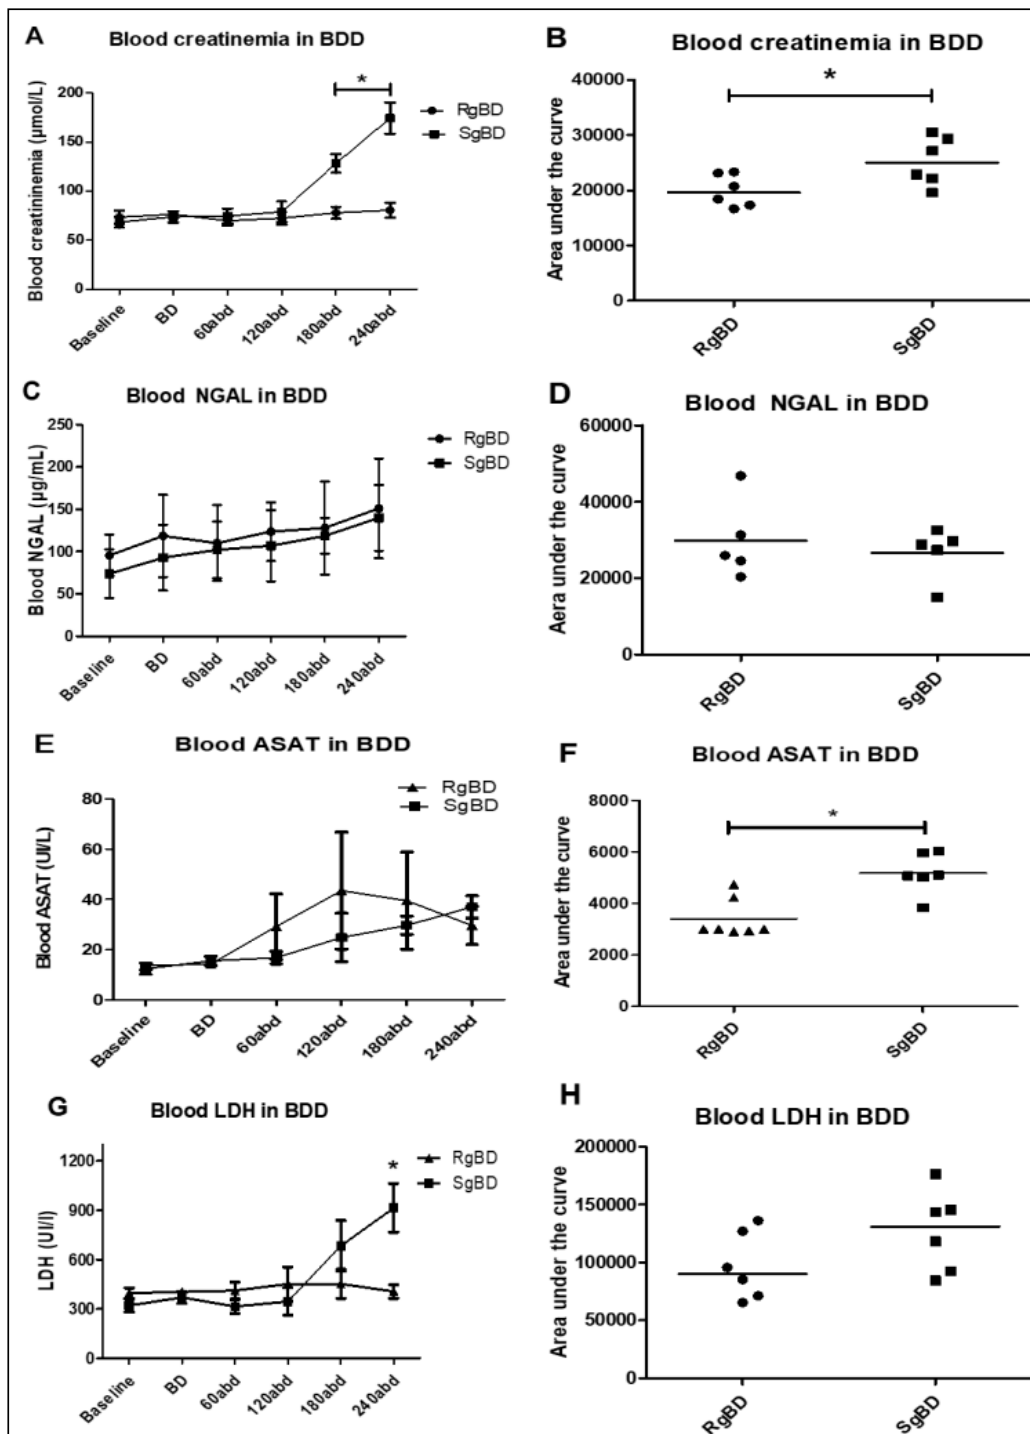 A
Blood creatinemia in BDD
Blood creatininemia (µmol/L)
200
150
100
50
0
*
RgBD
SgBD
Baseline
BD
60abd
120abd
180abd
240abd
B
Blood creatinemia in BDD
Area under the curve
40000
30000
20000
10000
0
*
RgBD
SgBD
C
Blood NGAL in BDD
Blood NGAL (µg/mL)
250
200
150
100
50
0
RgBD
SgBD
Baseline
BD
60abd
120abd
180abd
240abd
D
Blood NGAL in BDD
Aera under the curve
60000
40000
20000
0
RgBD
SgBD
E
Blood ASAT in BDD
Blood ASAT (UI/L)
80
60
40
20
0
RgBD
SgBD
Baseline
BD
60abd
120abd
180abd
240abd
F
Blood ASAT in BDD
Area under the curve
8000
6000
4000
2000
0
*
RgBD
SgBD
G
Blood LDH in BDD
LDH (UI/l)
1200
900
600
300
0
*
RgBD
SgBD
Baseline
BD
60abd
120abd
180abd
240abd
H
Blood LDH in BDD
Area under the curve
200000
150000
100000
50000
0
RgBD
SgBD